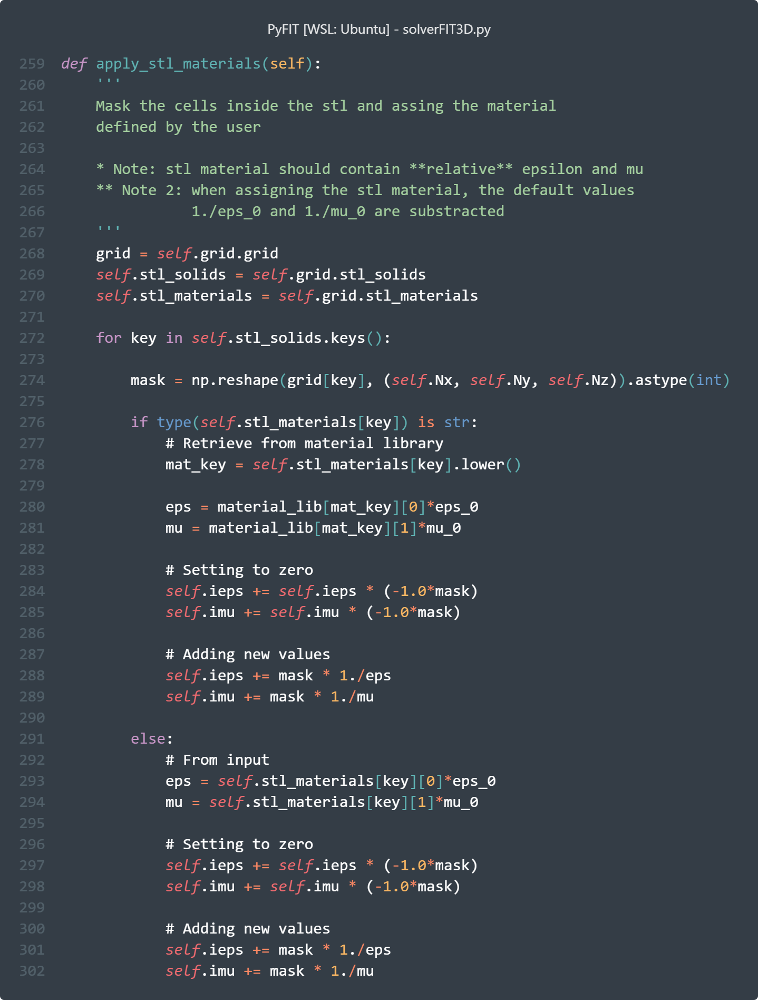 PyFIT [WSL: Ubuntu] - solverFIT3D.py
259 def apply_stl_materials(self):
260     '''
261     Mask the cells inside the stl and assing the material
262     defined by the user
263
264     * Note: stl material should contain **relative** epsilon and mu
265     ** Note 2: when assigning the stl material, the default values
266                1./eps_0 and 1./mu_0 are substracted
267     '''
268     grid = self.grid.grid
269     self.stl_solids = self.grid.stl_solids
270     self.stl_materials = self.grid.stl_materials
271
272     for key in self.stl_solids.keys():
273
274         mask = np.reshape(grid[key], (self.Nx, self.Ny, self.Nz)).astype(int)
275
276         if type(self.stl_materials[key]) is str:
277             # Retrieve from material library
278             mat_key = self.stl_materials[key].lower()
279
280             eps = material_lib[mat_key][0]*eps_0
281             mu = material_lib[mat_key][1]*mu_0
282
283             # Setting to zero
284             self.ieps += self.ieps * (-1.0*mask)
285             self.imu += self.imu * (-1.0*mask)
286
287             # Adding new values
288             self.ieps += mask * 1./eps
289             self.imu += mask * 1./mu
290
291         else:
292             # From input
293             eps = self.stl_materials[key][0]*eps_0
294             mu = self.stl_materials[key][1]*mu_0
295
296             # Setting to zero
297             self.ieps += self.ieps * (-1.0*mask)
298             self.imu += self.imu * (-1.0*mask)
299
300             # Adding new values
301             self.ieps += mask * 1./eps
302             self.imu += mask * 1./mu